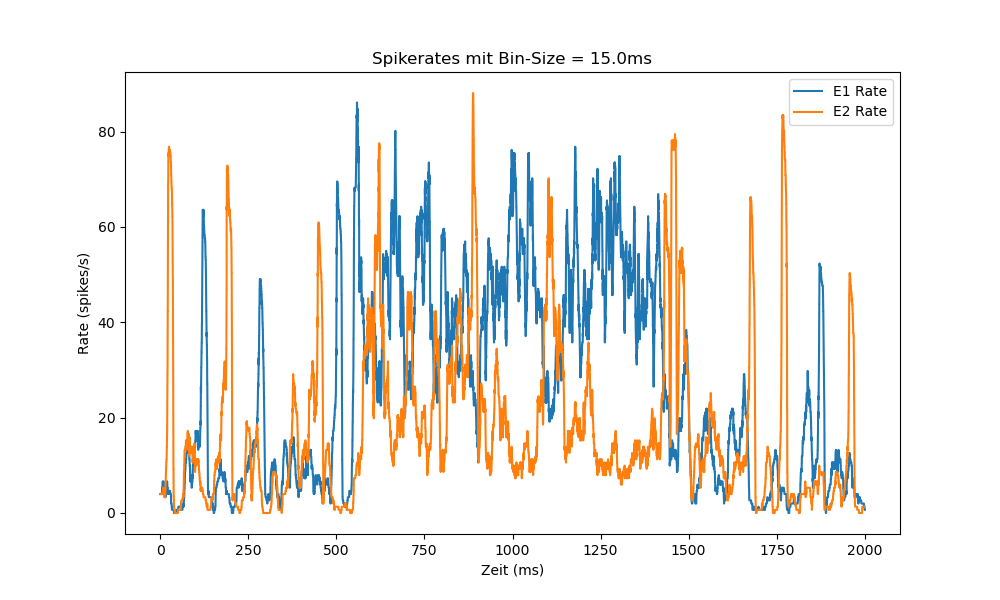 Spikerates mit Bin-Size = 15.0ms
E1 Rate
E2 Rate
80
60
40
20
0
Rate (spikes/s)
0 250 500 750 1000 1250 1500 1750 2000
Zeit (ms)